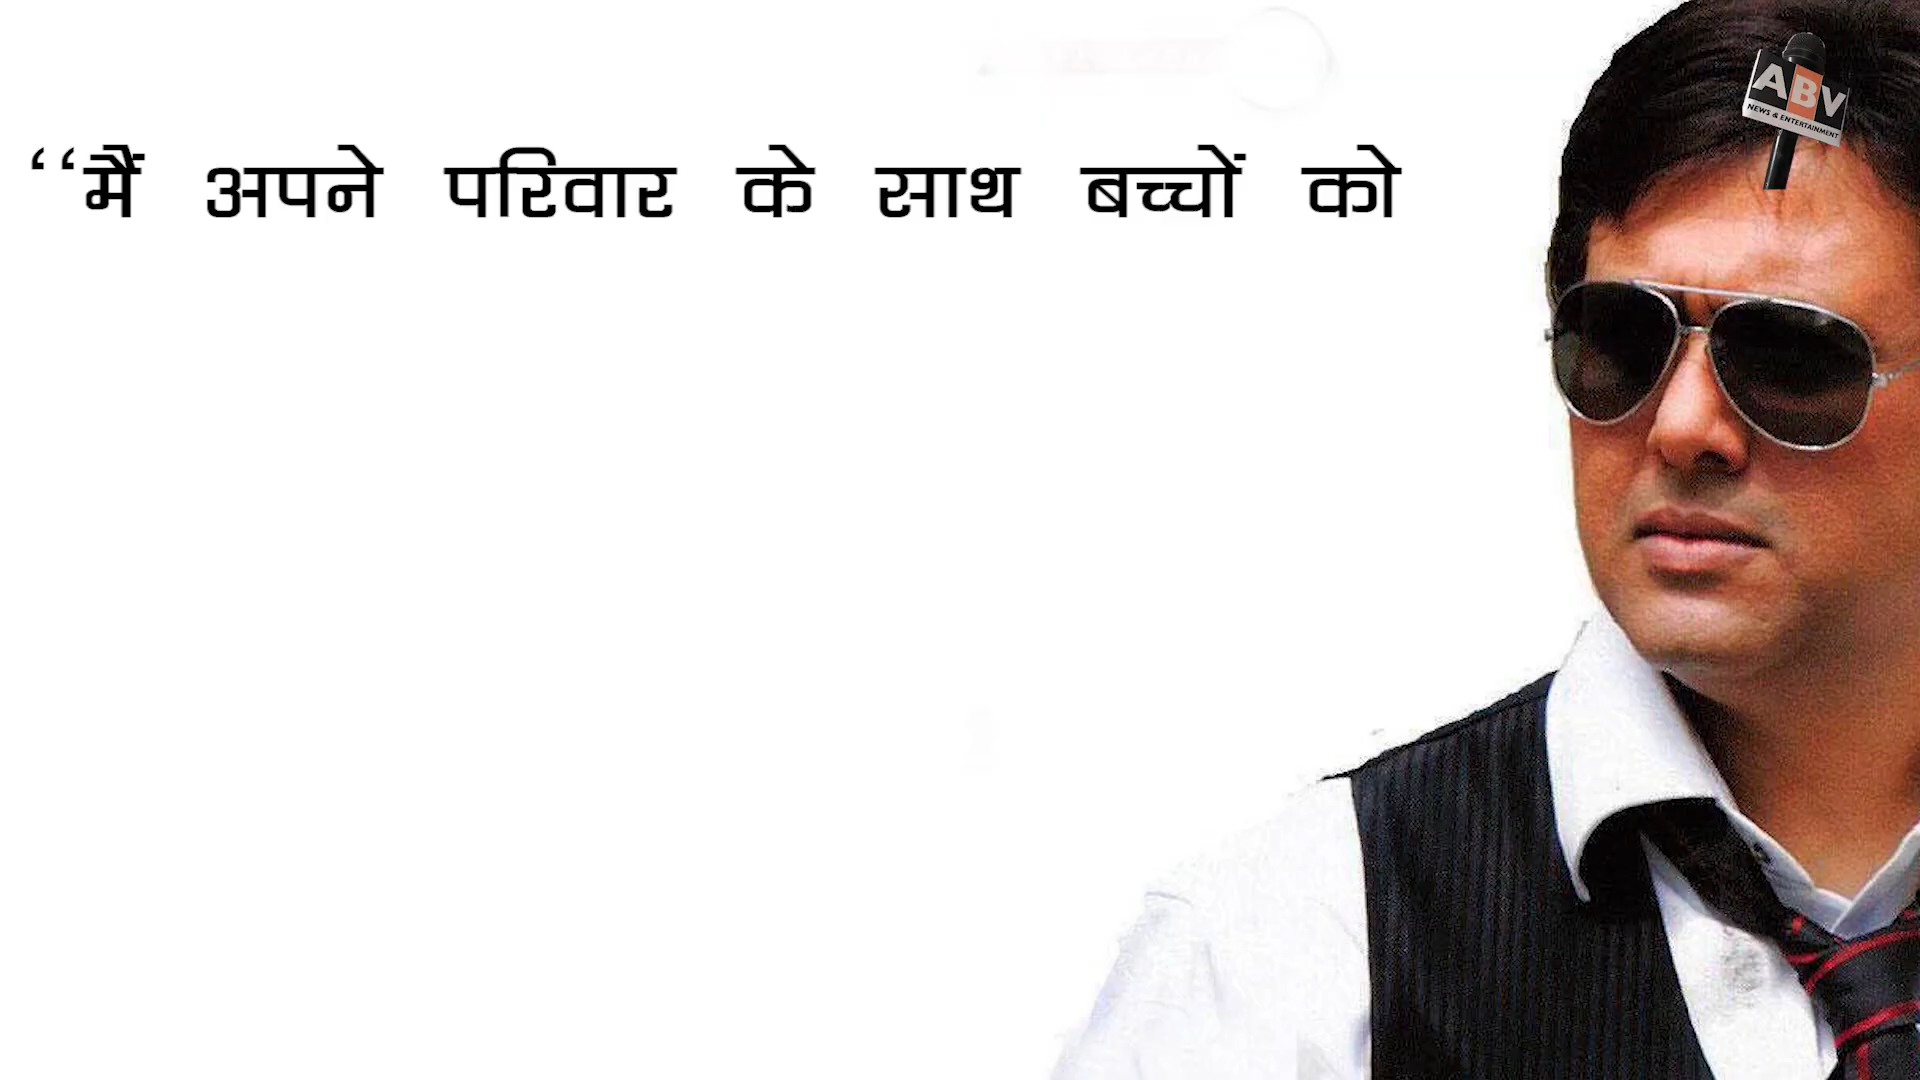 ‘‘मैं अपने परिवार के साथ बच्चों को
ABV
NEWS & ENTERTAINMENT